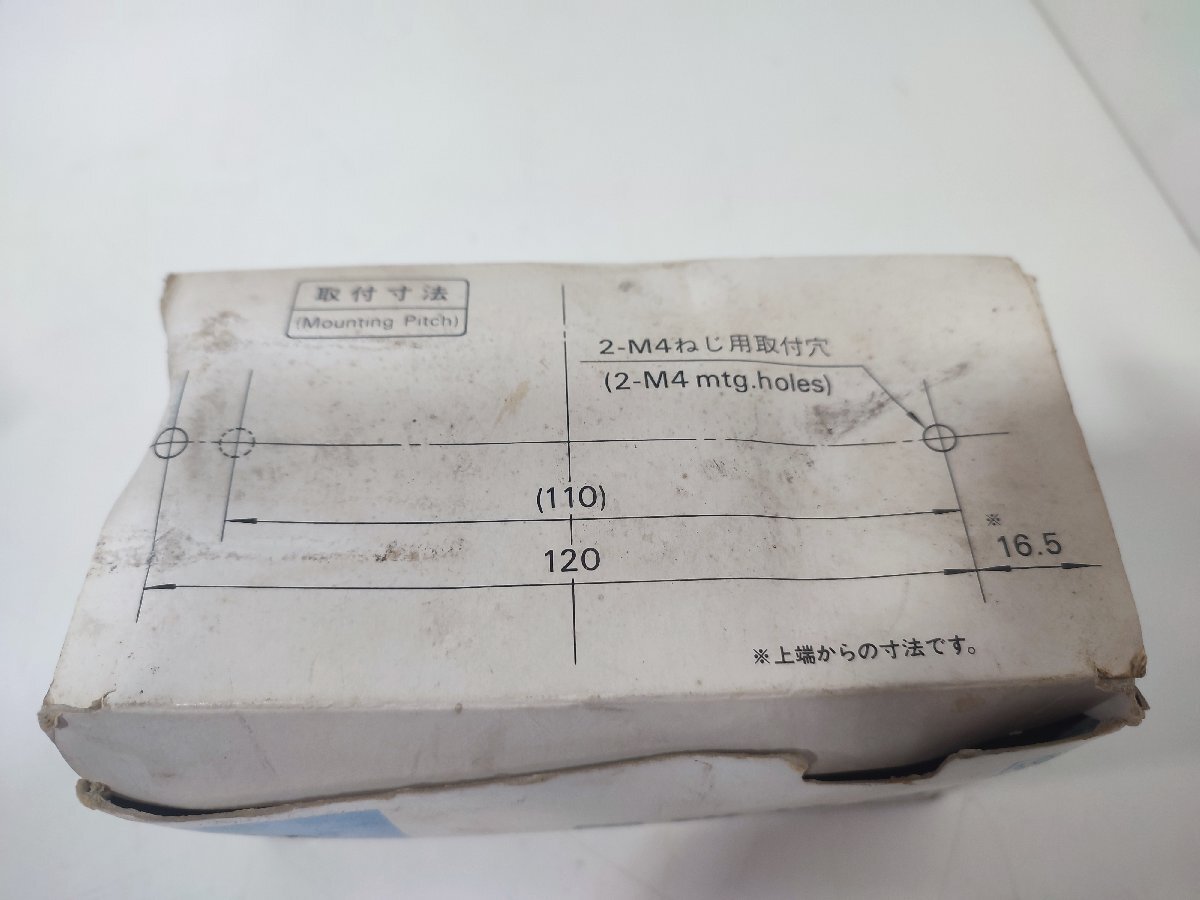 取付寸法
(Mounting Pitch)
2-M4ねじ用取付穴
(2-M4 mtg.holes)
(110)
120
※
16.5
※上端からの寸法です。